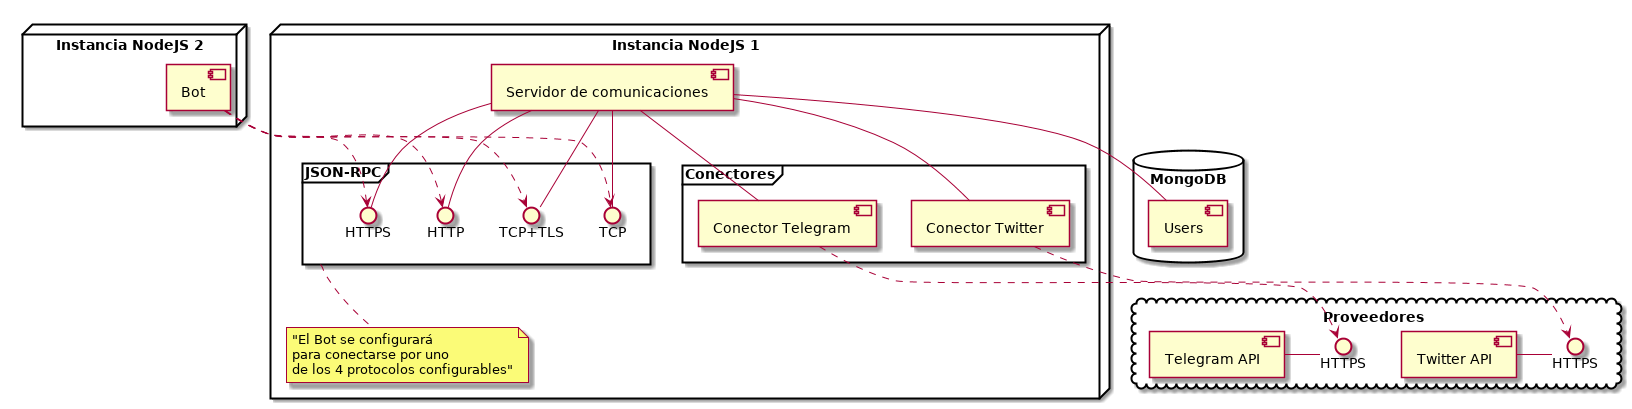 Instancia NodeJS 2
Bot
Instancia NodeJS 1
Servidor de comunicaciones
JSON-RPC
HTTPS
HTTP
TCP+TLS
TCP
Conectores
Conector Telegram
Conector Twitter
MongoDB
Users
"El Bot se configurará
para conectarse por uno
de los 4 protocolos configurables"
Proveedores
Telegram API
HTTPS
Twitter API
HTTPS